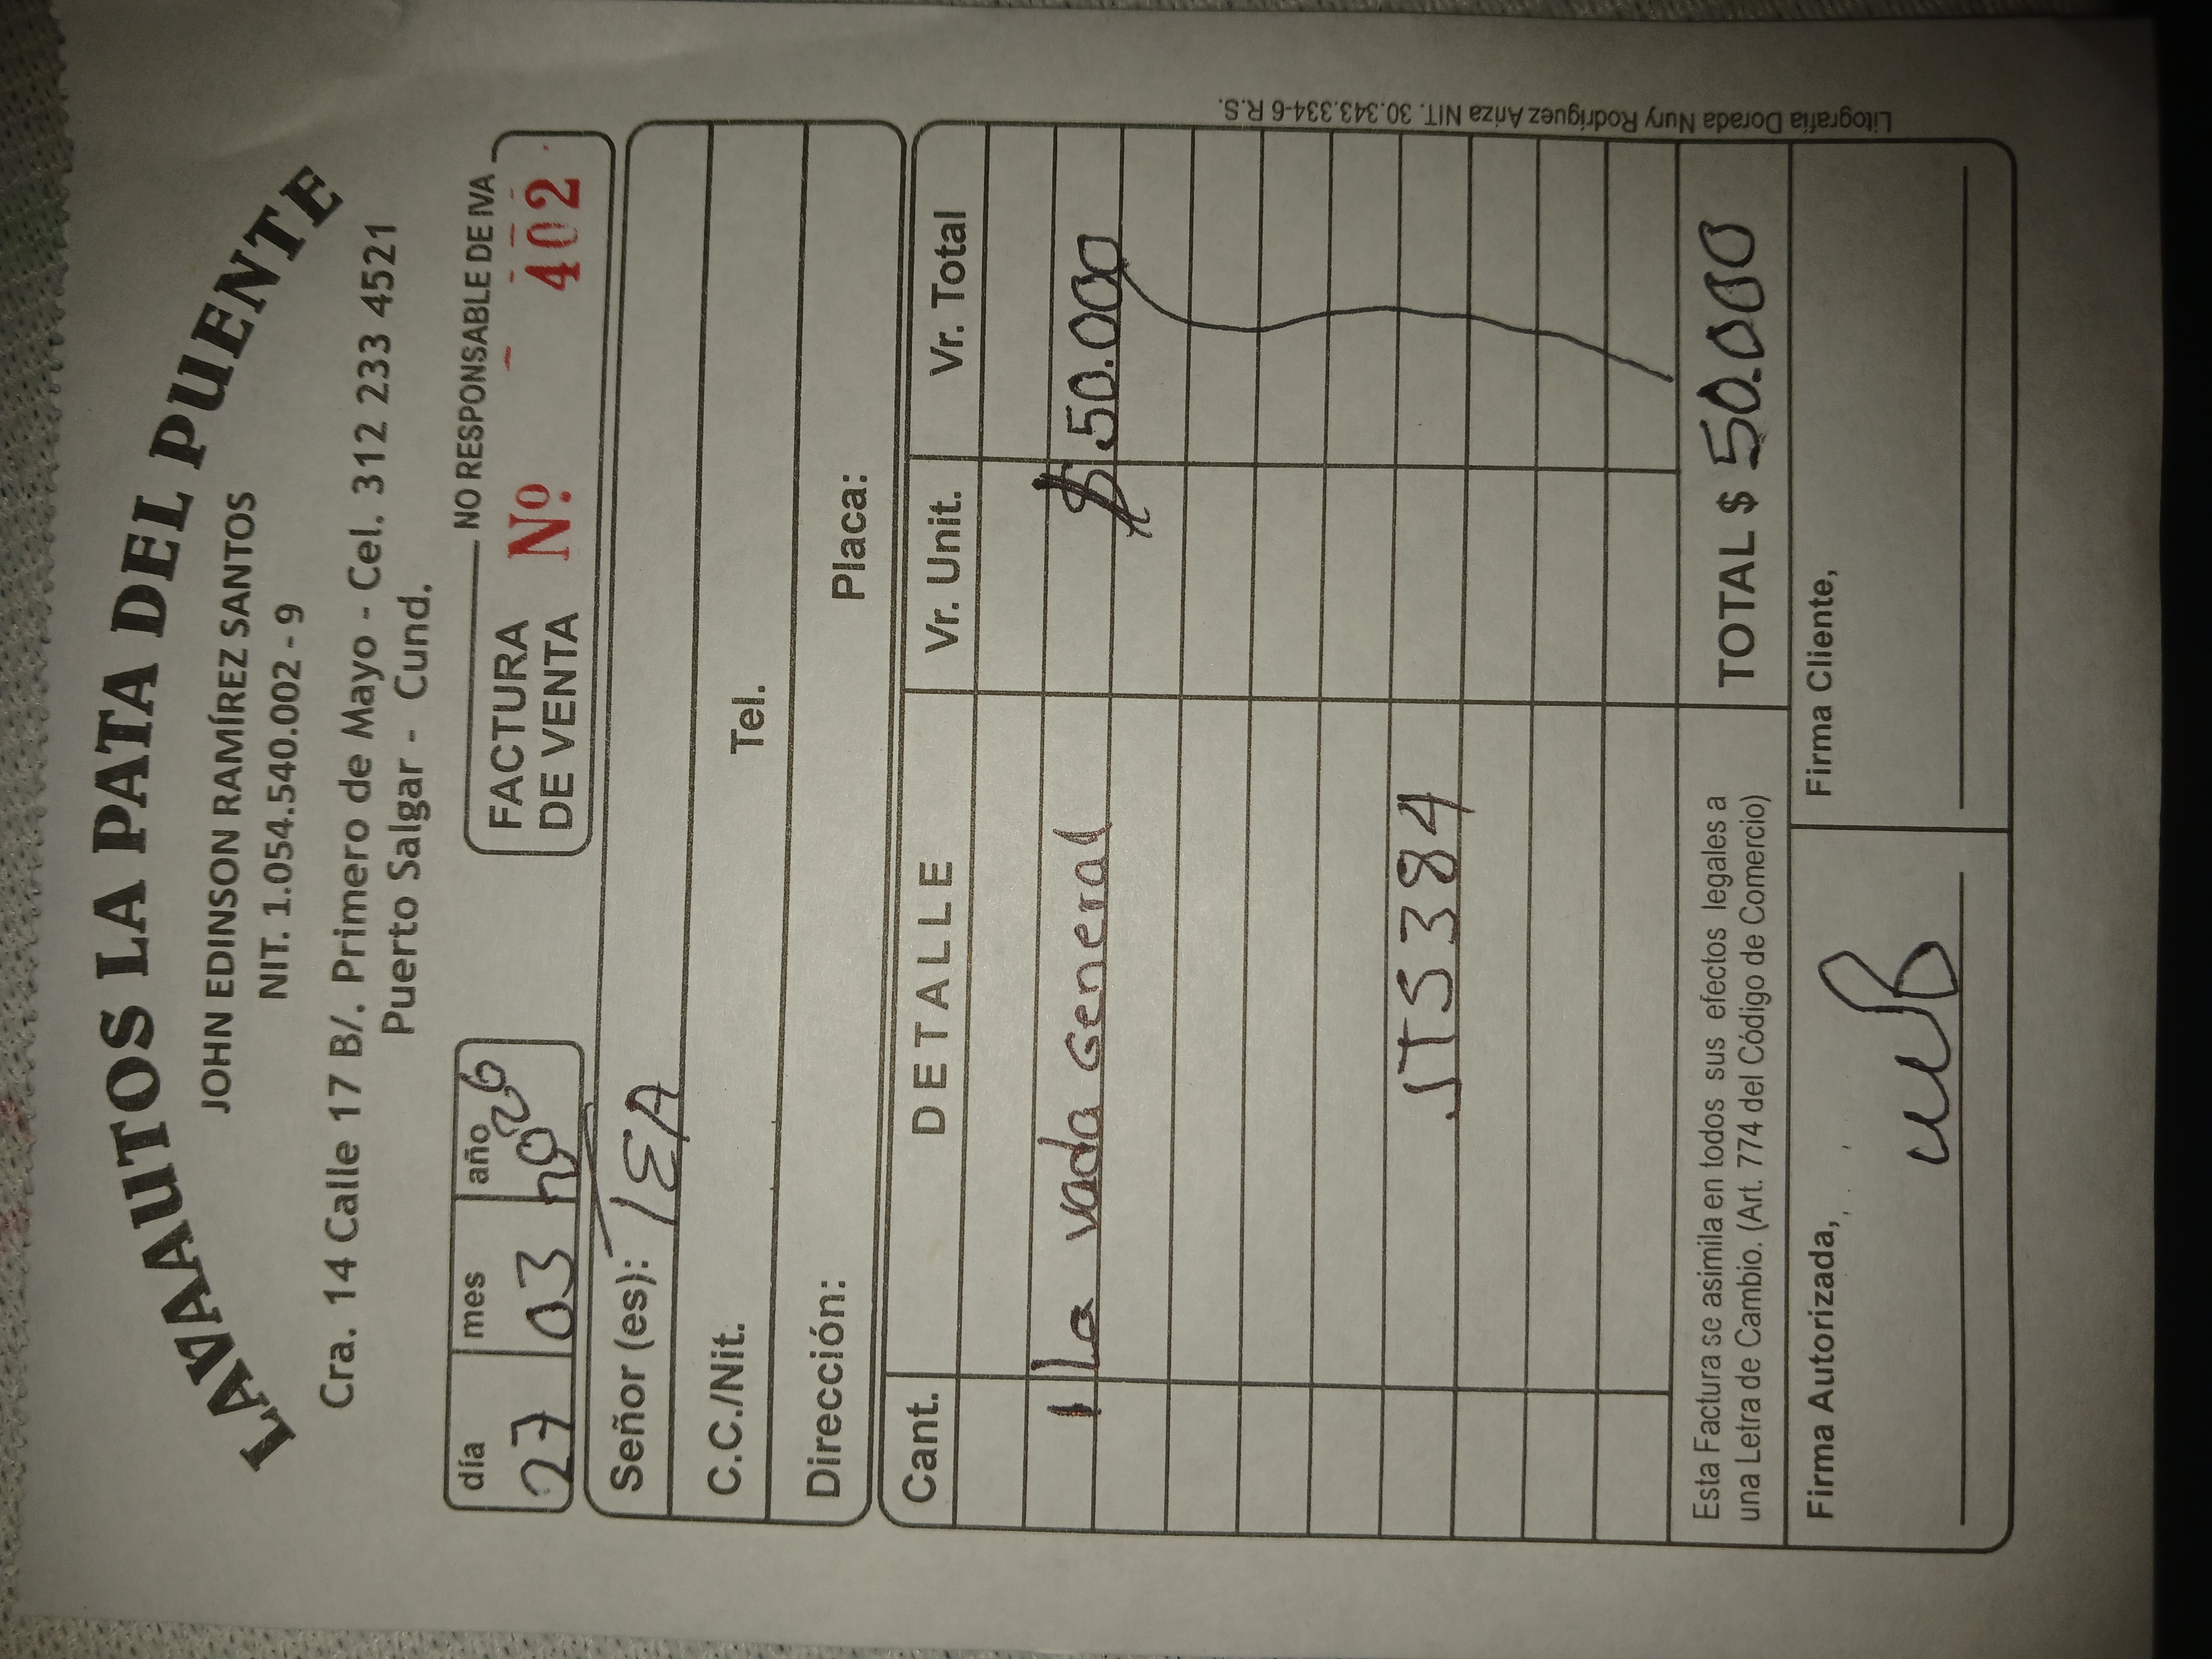 LAVAAUTOS LA PATA DEL PUENTE
JOHN EDINSON RAMÍREZ SANTOS
NIT. 1.054.540.002 - 9
Cra. 14 Calle 17 B/. Primero de Mayo - Cel. 312 233 4521
Puerto Salgar - Cund.
día mes año
27 03 2026
NO RESPONSABLE DE IVA
FACTURA
DE VENTA
Nº. 402
Señor (es): TEA
C.C./Nit. Tel.
Dirección: Placa:
Cant. DETALLE Vr. Unit. Vr. Total
1 La vada General $ 50.000
JTS384
Esta Factura se asimila en todos sus efectos legales a
una Letra de Cambio. (Art. 774 del Código de Comercio)
TOTAL $ 50.000
Firma Autorizada, Firma Cliente,
Litografía Dorada Nury Rodríguez Ariza NIT. 30.343.334-6 R.S.